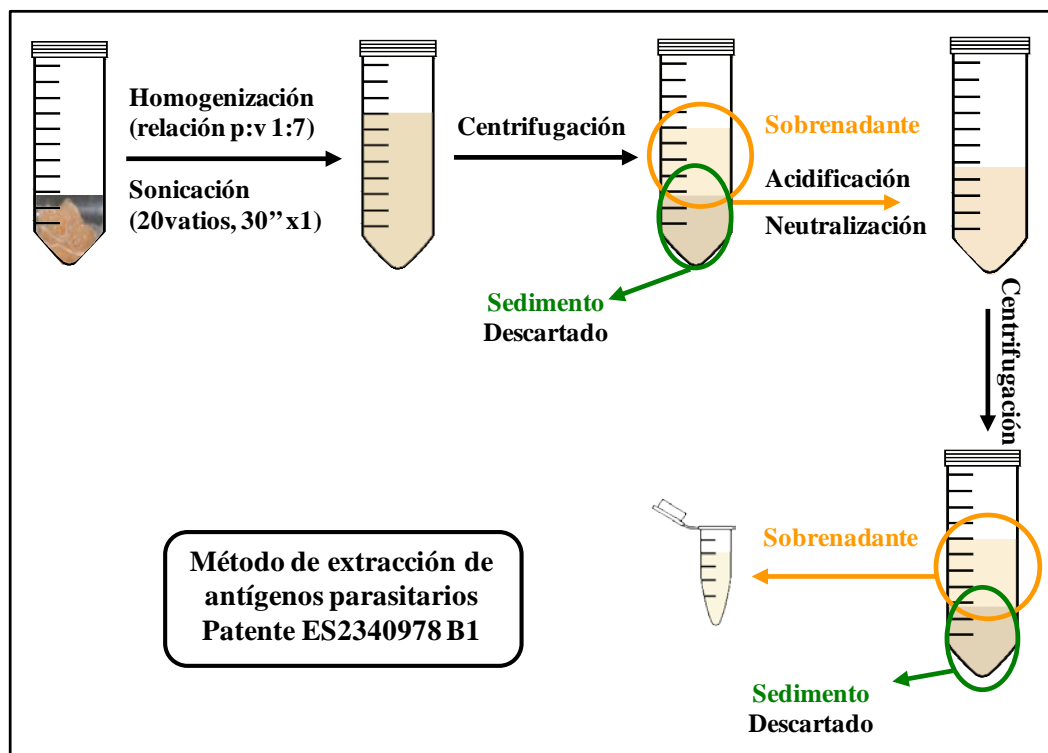 Homogenización
(relación p:v 1:7)
Sonicación
(20vatios, 30” x1)
Centrifugación
Sobrenadante
Acidificación
Neutralización
Sedimento
Descartado
Centrifugación
Sobrenadante
Sedimento
Descartado
Método de extracción de
antígenos parasitarios
Patente ES2340978 B1